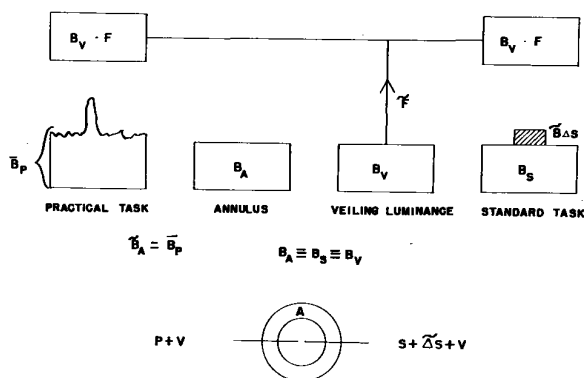 B_V · F
B_V · F
F̃
B̄_P
B_A
B_V
B_S
B̃ΔS
PRACTICAL TASK
ANNULUS
VEILING LUMINANCE
STANDARD TASK
B̃_A = B̄_P
B_A ≡ B_S ≡ B_V
A
P + V
S + Δ̃S + V